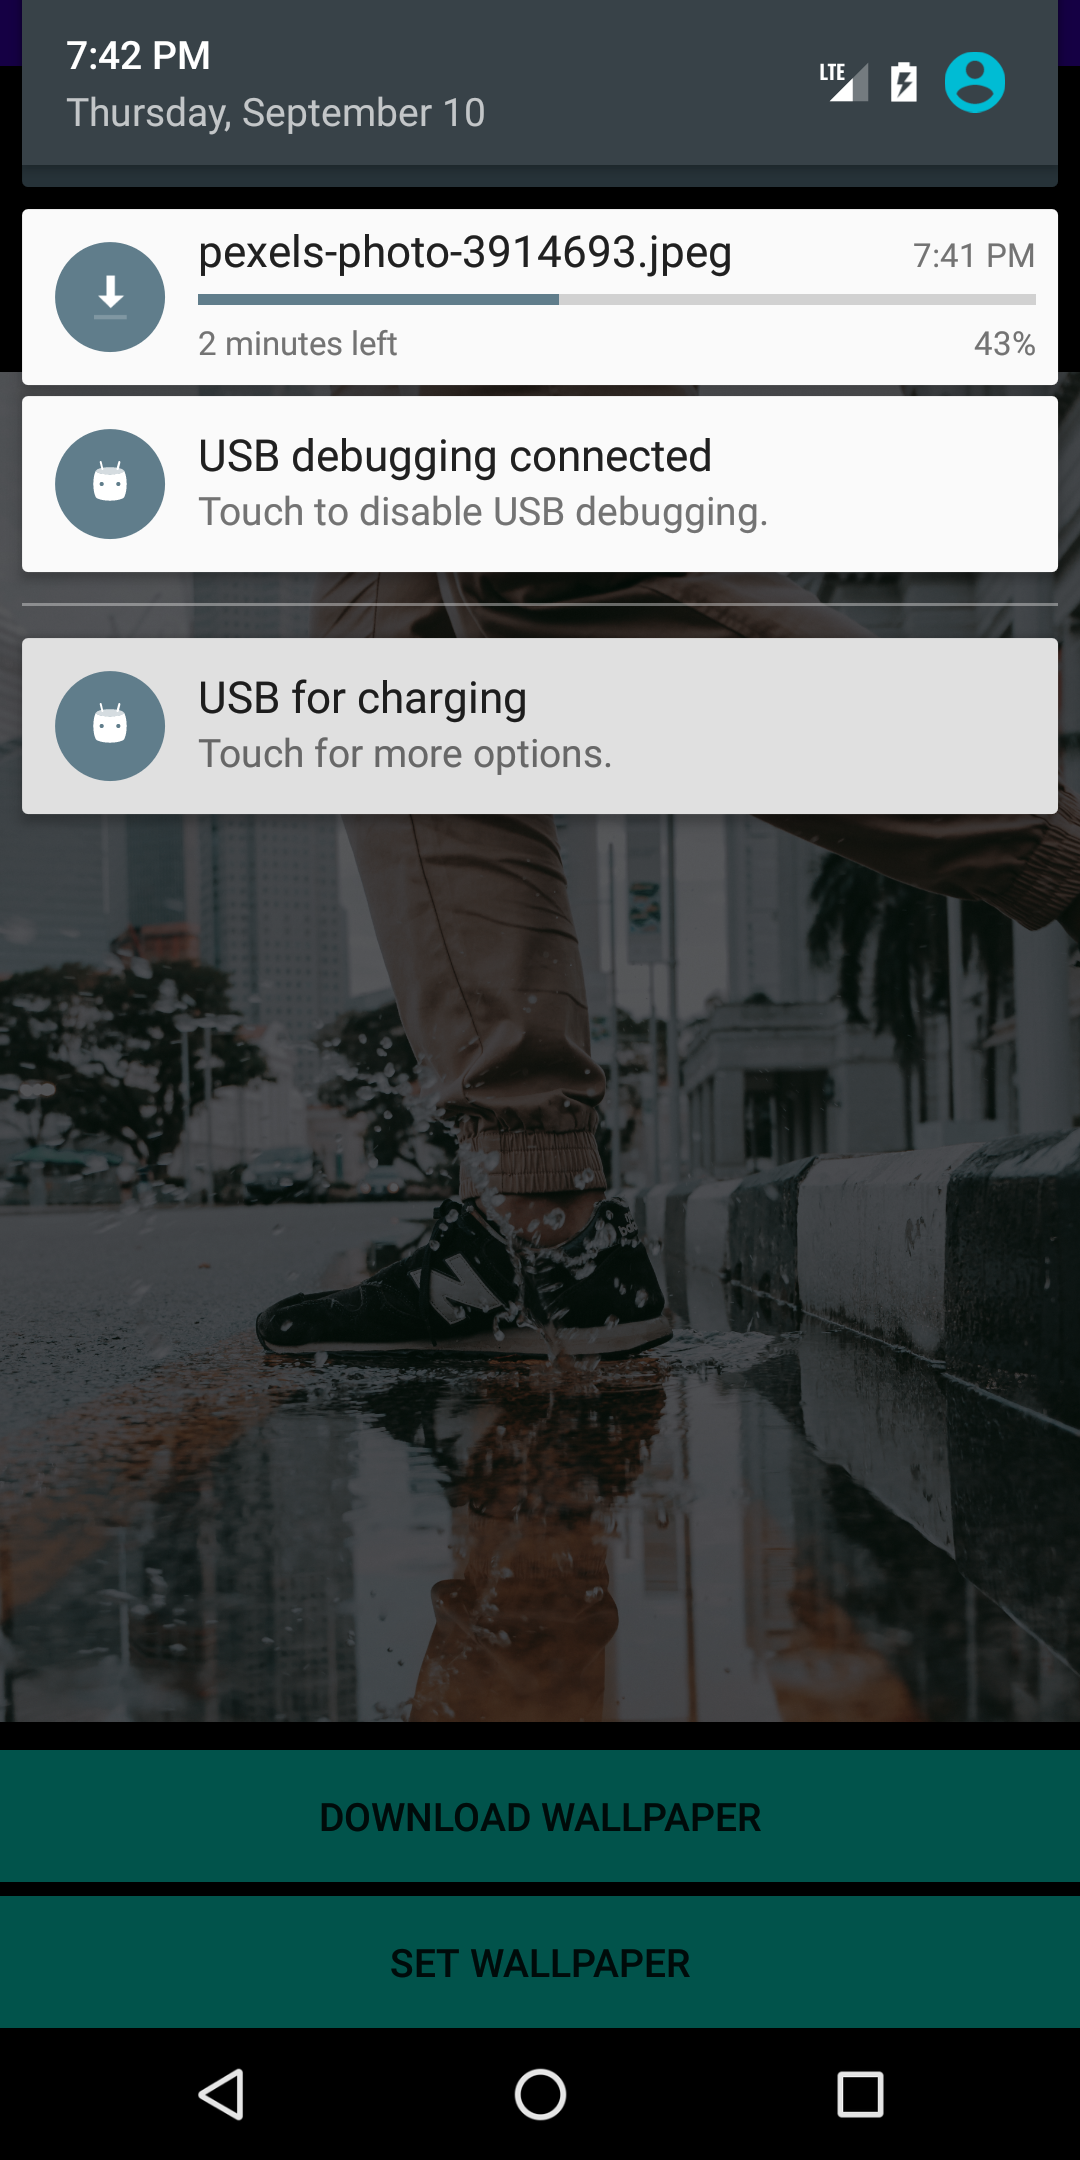 7:42 PM
LTE
Thursday, September 10
pexels-photo-3914693.jpeg
7:41 PM
2 minutes left
43%
USB debugging connected
Touch to disable USB debugging.
USB for charging
Touch for more options.
N
DOWNLOAD WALLPAPER
SET WALLPAPER